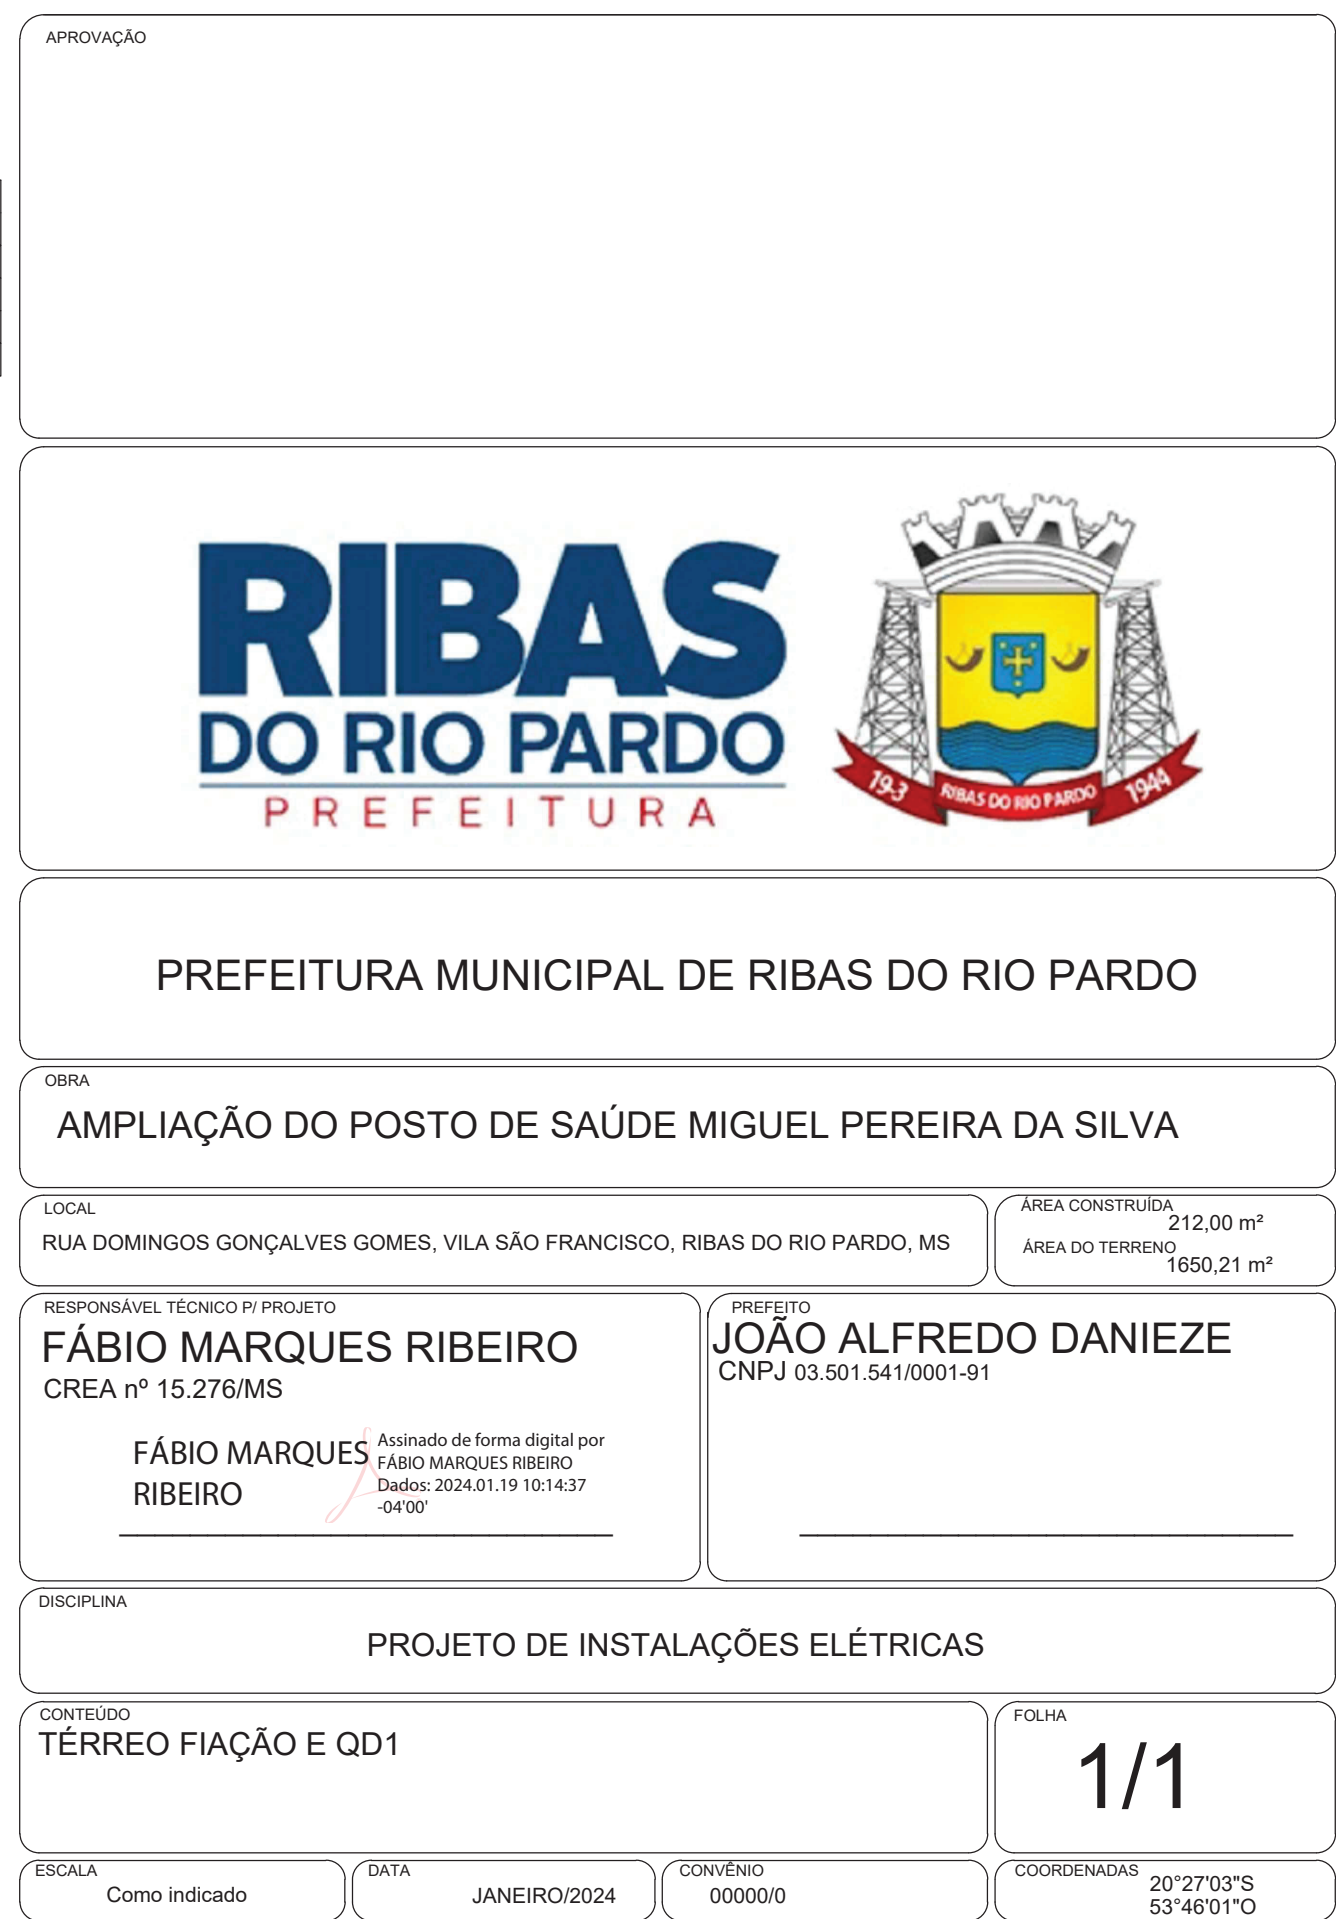 APROVAÇÃO
RIBAS
DO RIO PARDO
PREFEITURA
19-3
RIBAS DO RIO PARDO
1944
PREFEITURA MUNICIPAL DE RIBAS DO RIO PARDO
OBRA
AMPLIAÇÃO DO POSTO DE SAÚDE MIGUEL PEREIRA DA SILVA
LOCAL
RUA DOMINGOS GONÇALVES GOMES, VILA SÃO FRANCISCO, RIBAS DO RIO PARDO, MS
ÁREA CONSTRUÍDA
212,00 m²
ÁREA DO TERRENO
1650,21 m²
RESPONSÁVEL TÉCNICO P/ PROJETO
FÁBIO MARQUES RIBEIRO
CREA nº 15.276/MS
FÁBIO MARQUES
RIBEIRO
Assinado de forma digital por
FÁBIO MARQUES RIBEIRO
Dados: 2024.01.19 10:14:37
-04'00'
PREFEITO
JOÃO ALFREDO DANIEZE
CNPJ 03.501.541/0001-91
DISCIPLINA
PROJETO DE INSTALAÇÕES ELÉTRICAS
CONTEÚDO
TÉRREO FIAÇÃO E QD1
FOLHA
1/1
ESCALA
Como indicado
DATA
JANEIRO/2024
CONVÊNIO
00000/0
COORDENADAS
20°27'03"S
53°46'01"O